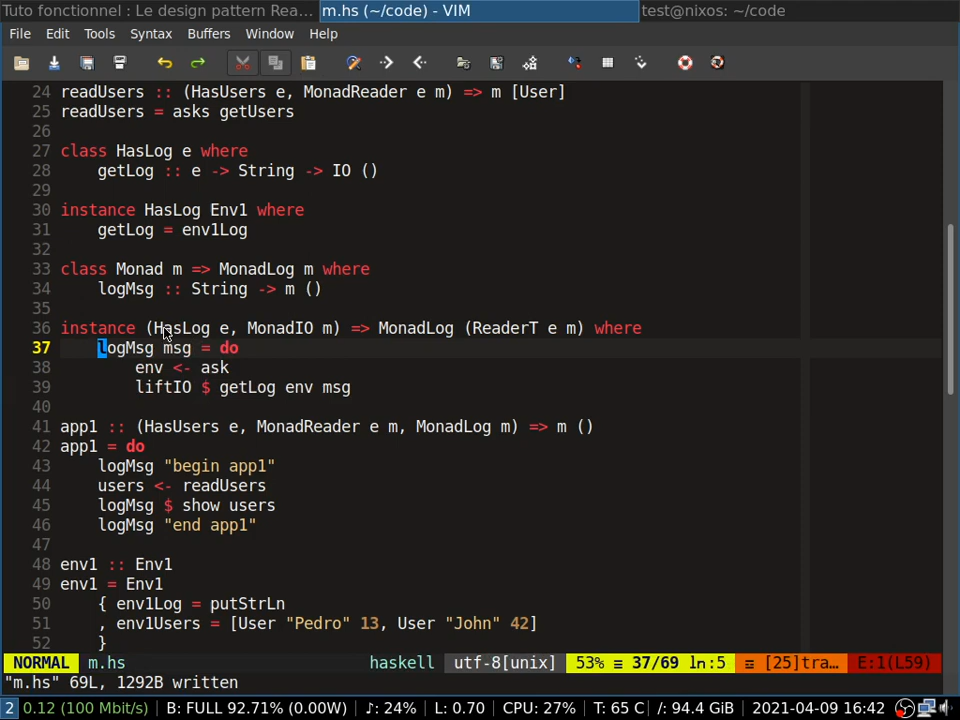 Tuto fonctionnel : Le design pattern Rea... m.hs (~/code) - VIM test@nixos: ~/code
File Edit Tools Syntax Buffers Window Help
24 readUsers :: (HasUsers e, MonadReader e m) => m [User]
25 readUsers = asks getUsers
26
27 class HasLog e where
28     getLog :: e -> String -> IO ()
29
30 instance HasLog Env1 where
31     getLog = env1Log
32
33 class Monad m => MonadLog m where
34     logMsg :: String -> m ()
35
36 instance (HasLog e, MonadIO m) => MonadLog (ReaderT e m) where
37     logMsg msg = do
38         env <- ask
39         liftIO $ getLog env msg
40
41 app1 :: (HasUsers e, MonadReader e m, MonadLog m) => m ()
42 app1 = do
43     logMsg "begin app1"
44     users <- readUsers
45     logMsg $ show users
46     logMsg "end app1"
47
48 env1 :: Env1
49 env1 = Env1
50     { env1Log = putStrLn
51     , env1Users = [User "Pedro" 13, User "John" 42]
52     }
NORMAL m.hs haskell utf-8[unix] 53% ≡ 37/69 ln:5 ≡ [25]tra… E:1(L59)
"m.hs" 69L, 1292B written
2 0.12 (100 Mbit/s) B: FULL 92.71% (0.00W) ♪: 24% L: 0.70 CPU: 27% T: 65 C /: 94.4 GiB 2021-04-09 16:42